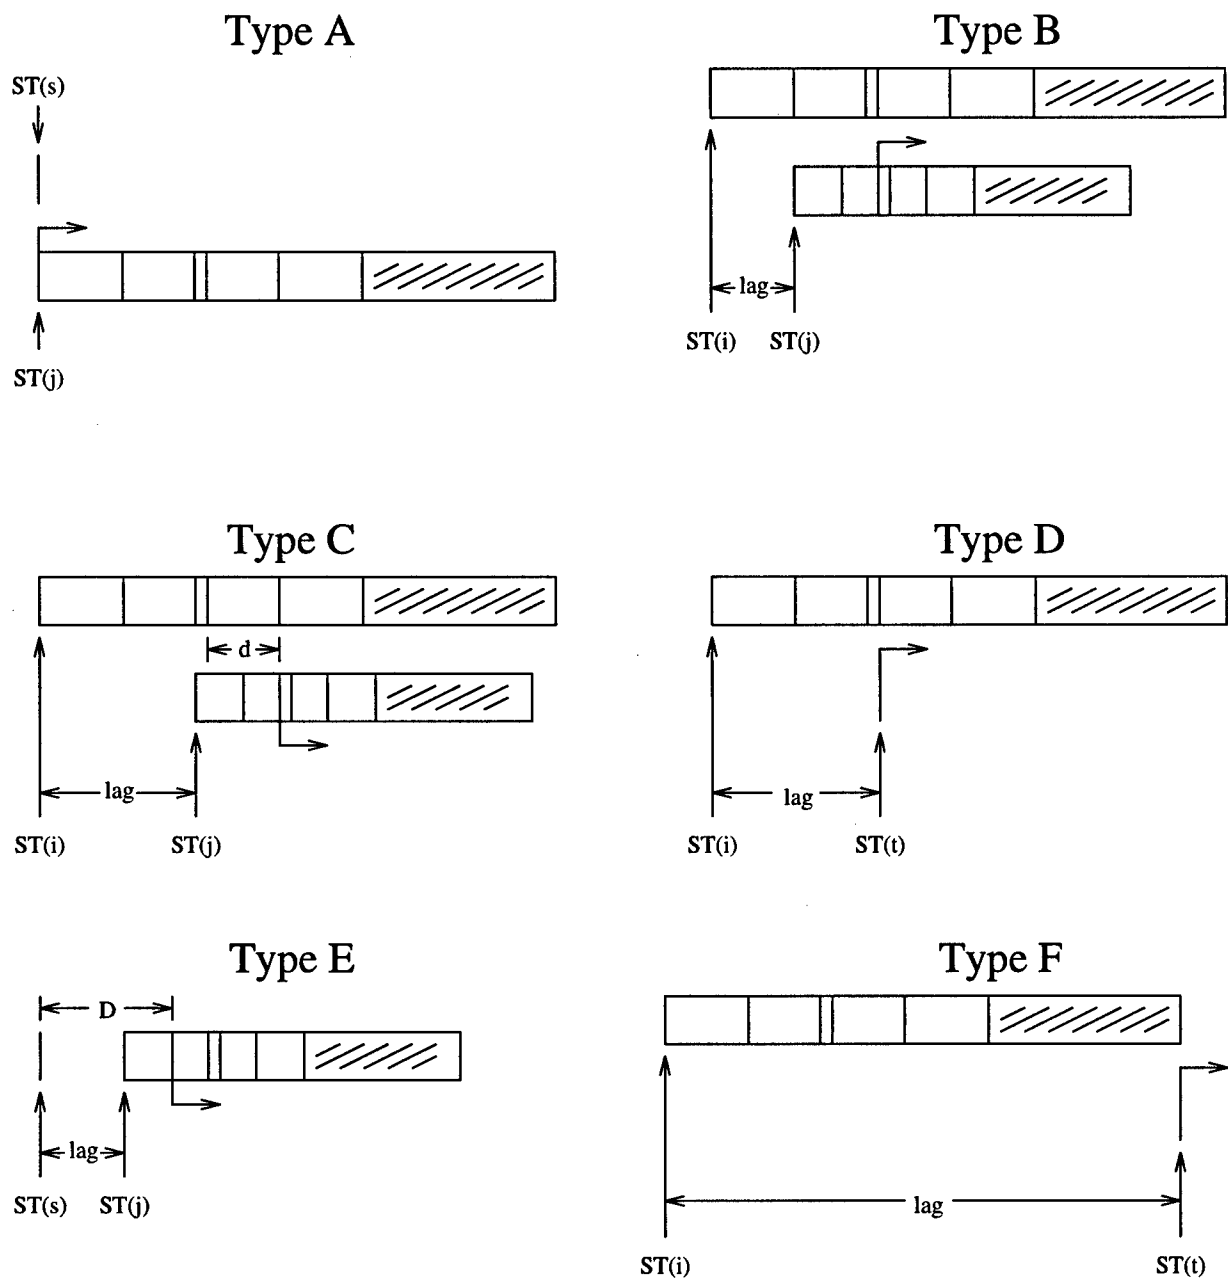 Type A
Type B
ST(s)
lag
ST(i) ST(j)
ST(j)
Type C
Type D
d
lag
lag
ST(i) ST(j)
ST(i) ST(t)
Type E
Type F
D
lag
ST(s) ST(j)
lag
ST(i) ST(t)